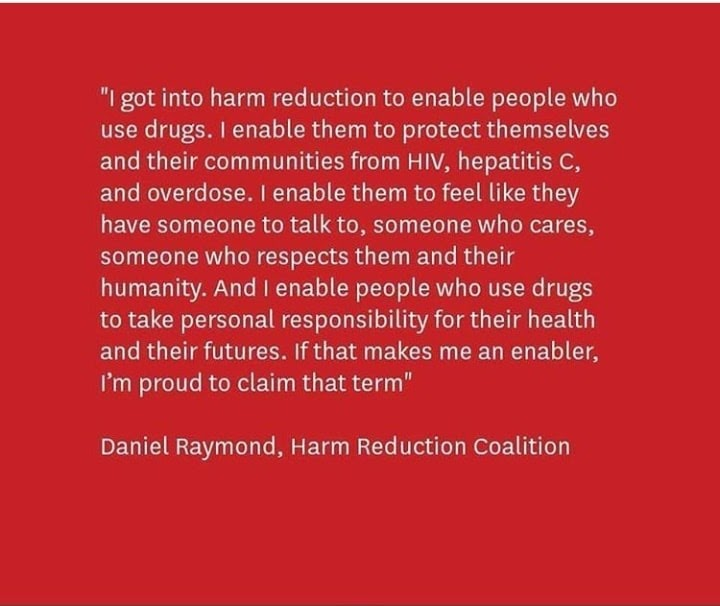 "I got into harm reduction to enable people who
use drugs. I enable them to protect themselves
and their communities from HIV, hepatitis C,
and overdose. I enable them to feel like they
have someone to talk to, someone who cares,
someone who respects them and their
humanity. And I enable people who use drugs
to take personal responsibility for their health
and their futures. If that makes me an enabler,
I'm proud to claim that term"
Daniel Raymond, Harm Reduction Coalition